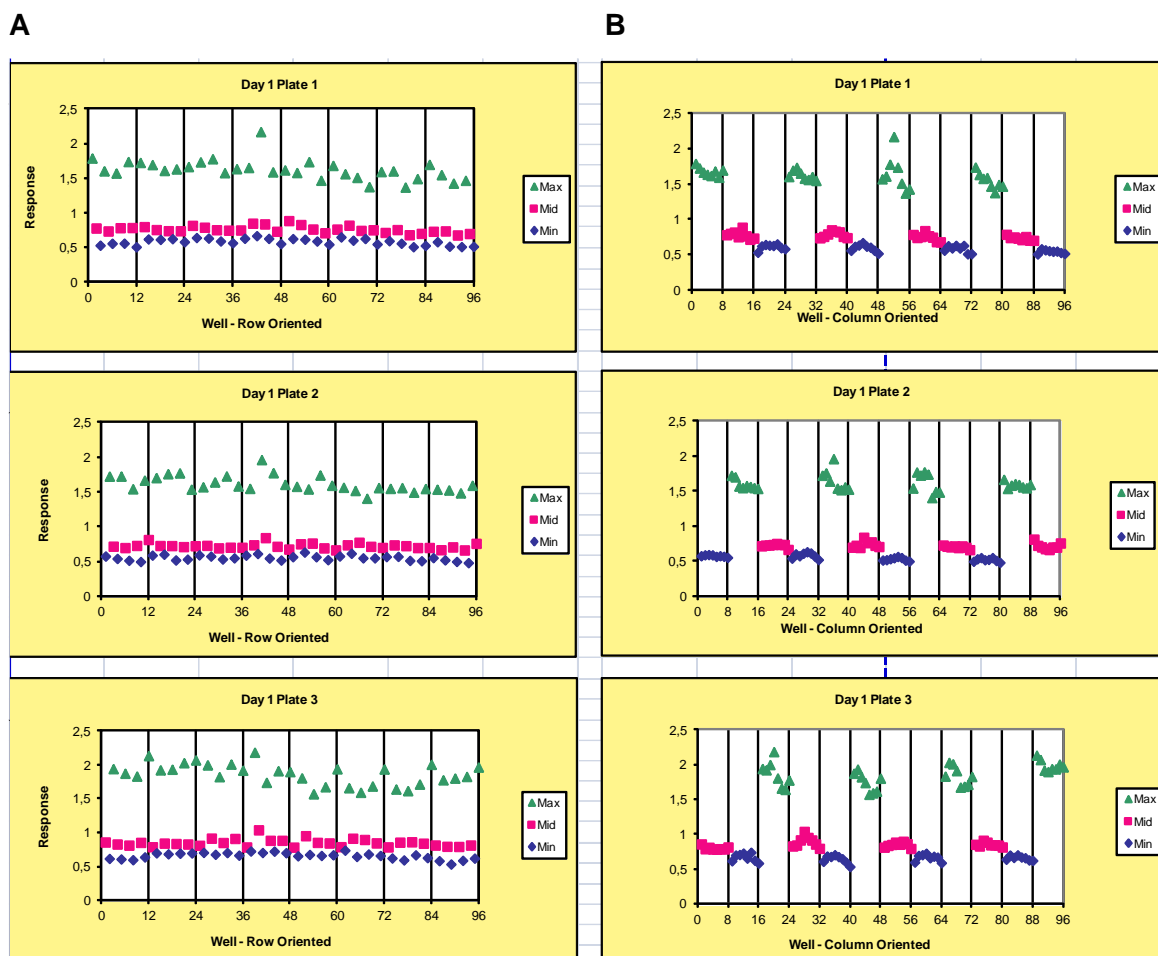 A
B
Day 1 Plate 1
Response
2,5
2
1,5
1
0,5
0
0 12 24 36 48 60 72 84 96
Well - Row Oriented
Max
Mid
Min
Day 1 Plate 1
2,5
2
1,5
1
0,5
0
0 8 16 24 32 40 48 56 64 72 80 88 96
Well - Column Oriented
Max
Mid
Min
Day 1 Plate 2
2,5
2
1,5
1
0,5
0
0 12 24 36 48 60 72 84 96
Well - Row Oriented
Max
Mid
Min
Day 1 Plate 2
2,5
2
1,5
1
0,5
0
0 8 16 24 32 40 48 56 64 72 80 88 96
Well - Column Oriented
Max
Mid
Min
Day 1 Plate 3
Response
2,5
2
1,5
1
0,5
0
0 12 24 36 48 60 72 84 96
Well - Row Oriented
Max
Mid
Min
Day 1 Plate 3
2,5
2
1,5
1
0,5
0
0 8 16 24 32 40 48 56 64 72 80 88 96
Well - Column Oriented
Max
Mid
Min